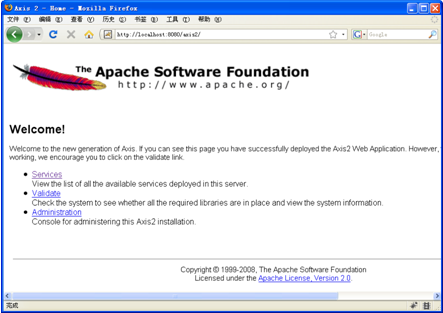 Axis 2 - Home - Mozilla Firefox
文件(F) 编辑(E) 查看(V) 历史(S) 书签(B) 工具(T) 帮助(H)
http://localhost:8080/axis2/
Google
The Apache Software Foundation
http://www.apache.org/
Welcome!
Welcome to the new generation of Axis. If you can see this page you have successfully deployed the Axis2 Web Application. However,
working, we encourage you to click on the validate link.
Services
View the list of all the available services deployed in this server.
Validate
Check the system to see whether all the required libraries are in place and view the system information.
Administration
Console for administering this Axis2 installation.
Copyright © 1999-2008, The Apache Software Foundation
Licensed under the Apache License, Version 2.0.
完成